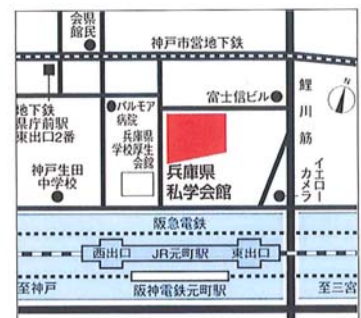 県民
会館
神戸市営地下鉄
地下鉄
県庁前駅
東出口2番
パルモア
病院
兵庫県
学校厚生
会館
富士信ビル
鯉川筋
N
神戸生田
中学校
兵庫県
私学会館
イエロー
カメラ
阪急電鉄
西出口
JR元町駅
東出口
至神戸
阪神電鉄元町駅
至三宮